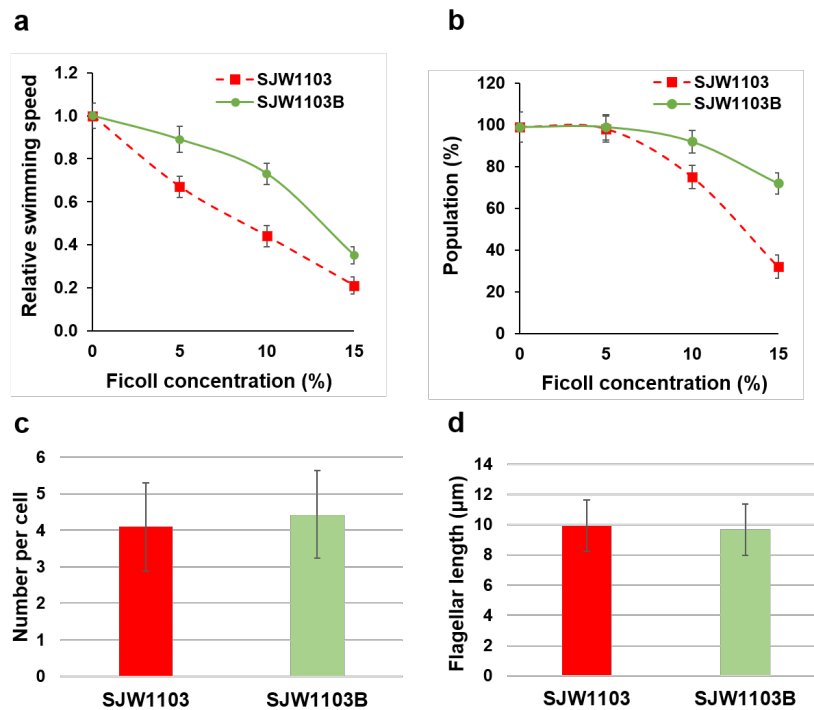 a
Relative swimming speed
1.2
1.0
0.8
0.6
0.4
0.2
0.0
SJW1103
SJW1103B
0 5 10 15
Ficoll concentration (%)
b
Population (%)
120
100
80
60
40
20
0
SJW1103
SJW1103B
0 5 10 15
Ficoll concentration (%)
c
Number per cell
6
5
4
3
2
1
0
SJW1103 SJW1103B
d
Flagellar length (μm)
14
12
10
8
6
4
2
0
SJW1103 SJW1103B